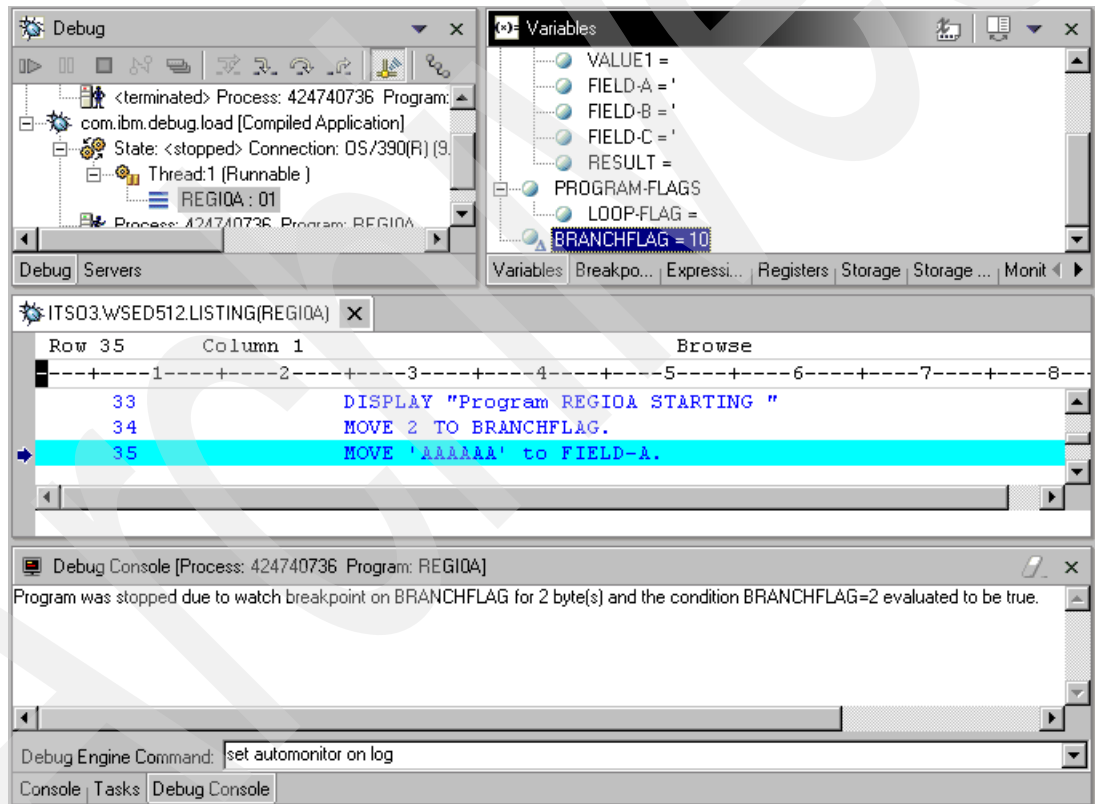 Debug
<terminated> Process: 424740736 Program:
com.ibm.debug.load [Compiled Application]
State: <stopped> Connection: OS/390(R) (9.
Thread:1 (Runnable )
REGI0A : 01
Process: 424740736 Program: REGI0A
Debug Servers
(x)= Variables
VALUE1 =
FIELD-A = '
FIELD-B = '
FIELD-C = '
RESULT =
PROGRAM-FLAGS
LOOP-FLAG =
BRANCHFLAG = 10
Variables Breakpo... Expressi... Registers Storage Storage ... Monit
ITSO3.WSED512.LISTING(REGI0A)
Row 35 Column 1 Browse
----+----1----+----2----+----3----+----4----+----5----+----6----+----7----+----8---
33 DISPLAY "Program REGI0A STARTING "
34 MOVE 2 TO BRANCHFLAG.
35 MOVE 'AAAAAA' to FIELD-A.
Debug Console [Process: 424740736 Program: REGI0A]
Program was stopped due to watch breakpoint on BRANCHFLAG for 2 byte(s) and the condition BRANCHFLAG=2 evaluated to be true.
Debug Engine Command: set automonitor on log
Console Tasks Debug Console